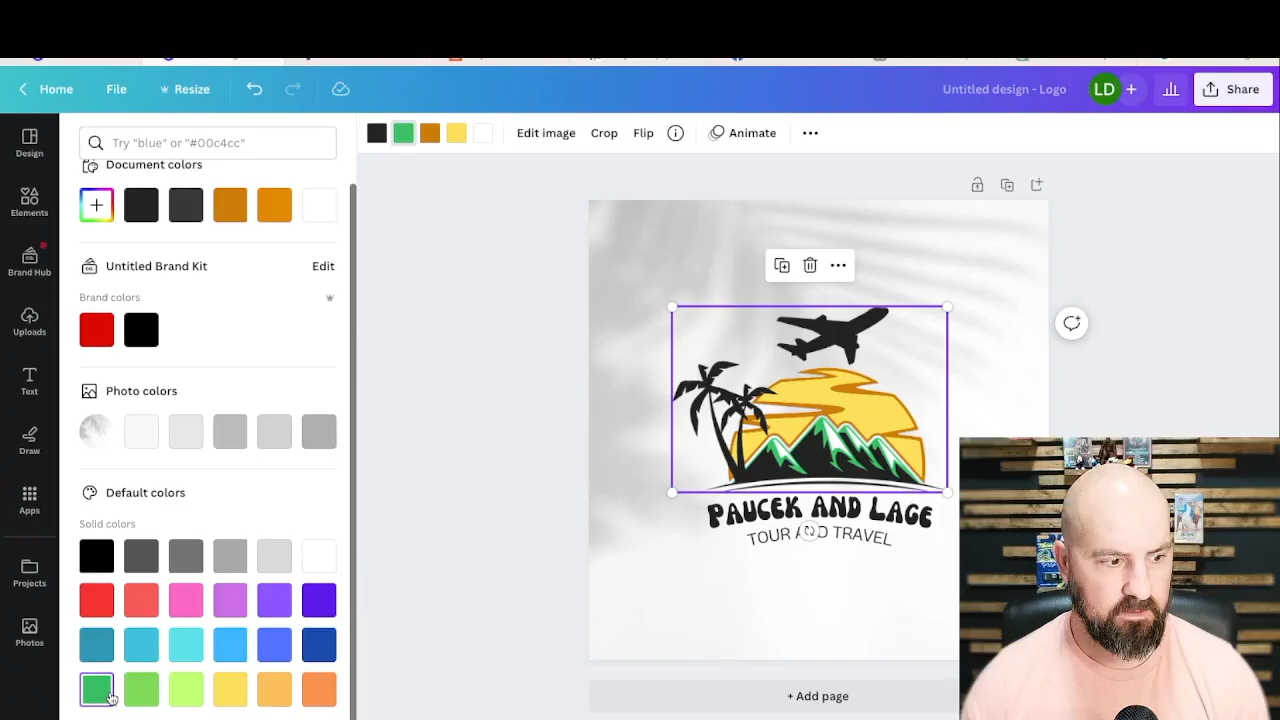 Home
File
Resize
Untitled design - Logo
LD
+
Share
Design
Elements
Brand Hub
Uploads
Text
Draw
Apps
Projects
Photos
Try "blue" or "#00c4cc"
Document colors
+
Untitled Brand Kit
Edit
Brand colors
Photo colors
Default colors
Solid colors
Edit image
Crop
Flip
Animate
PAUCEK AND LAGE
TOUR AND TRAVEL
+ Add page